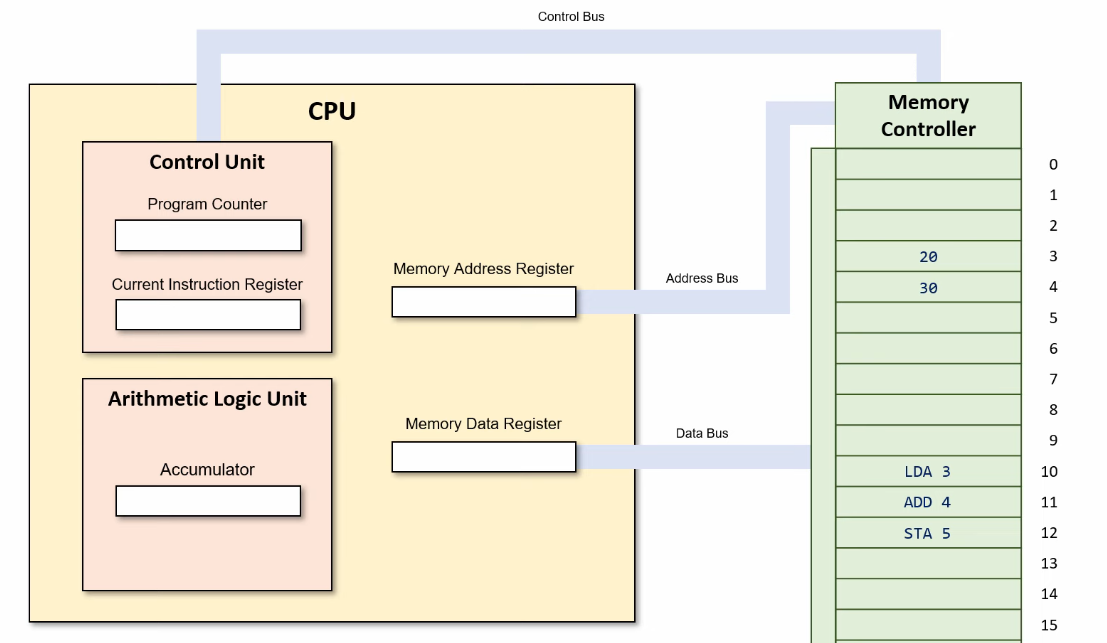 Control Bus
CPU
Control Unit
Program Counter
Current Instruction Register
Arithmetic Logic Unit
Accumulator
Memory Address Register
Memory Data Register
Address Bus
Data Bus
Memory
Controller
0
1
2
20 3
30 4
5
6
7
8
9
LDA 3 10
ADD 4 11
STA 5 12
13
14
15